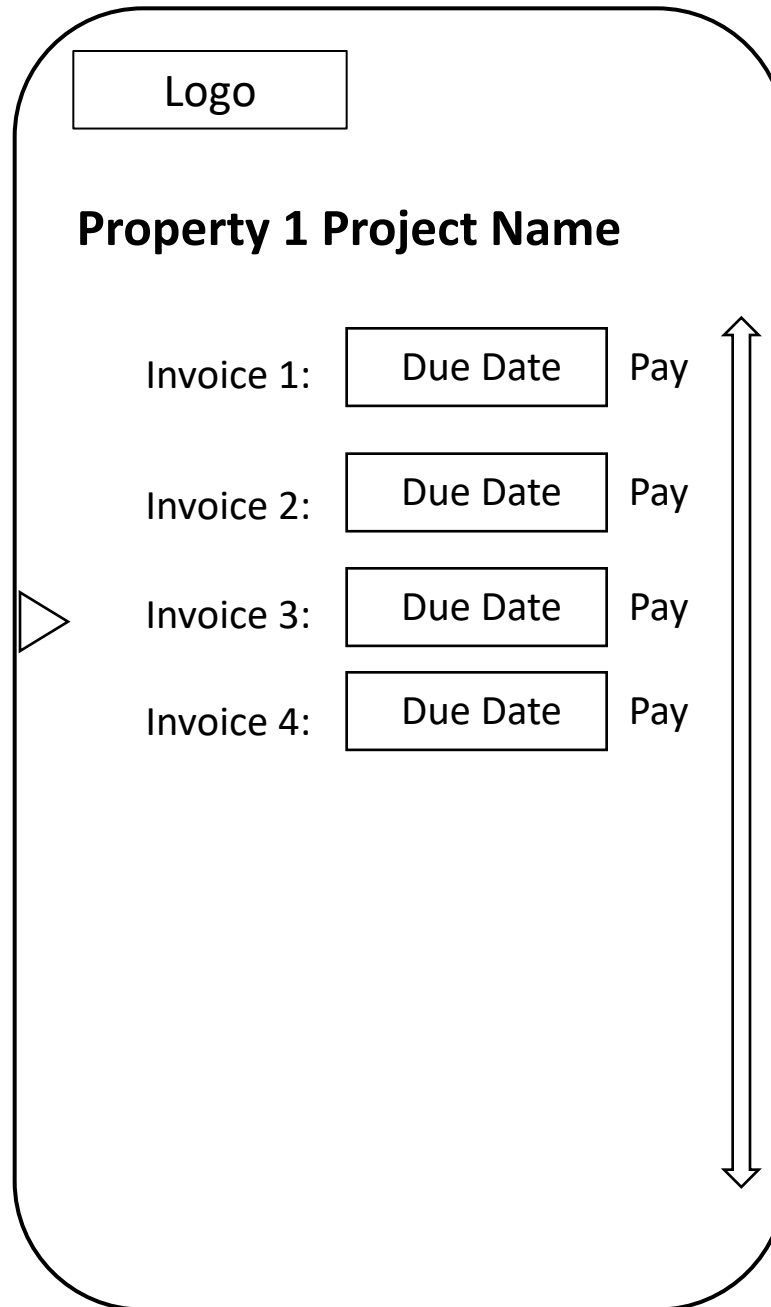 Logo
Property 1 Project Name
Invoice 1: Due Date Pay
Invoice 2: Due Date Pay
Invoice 3: Due Date Pay
Invoice 4: Due Date Pay